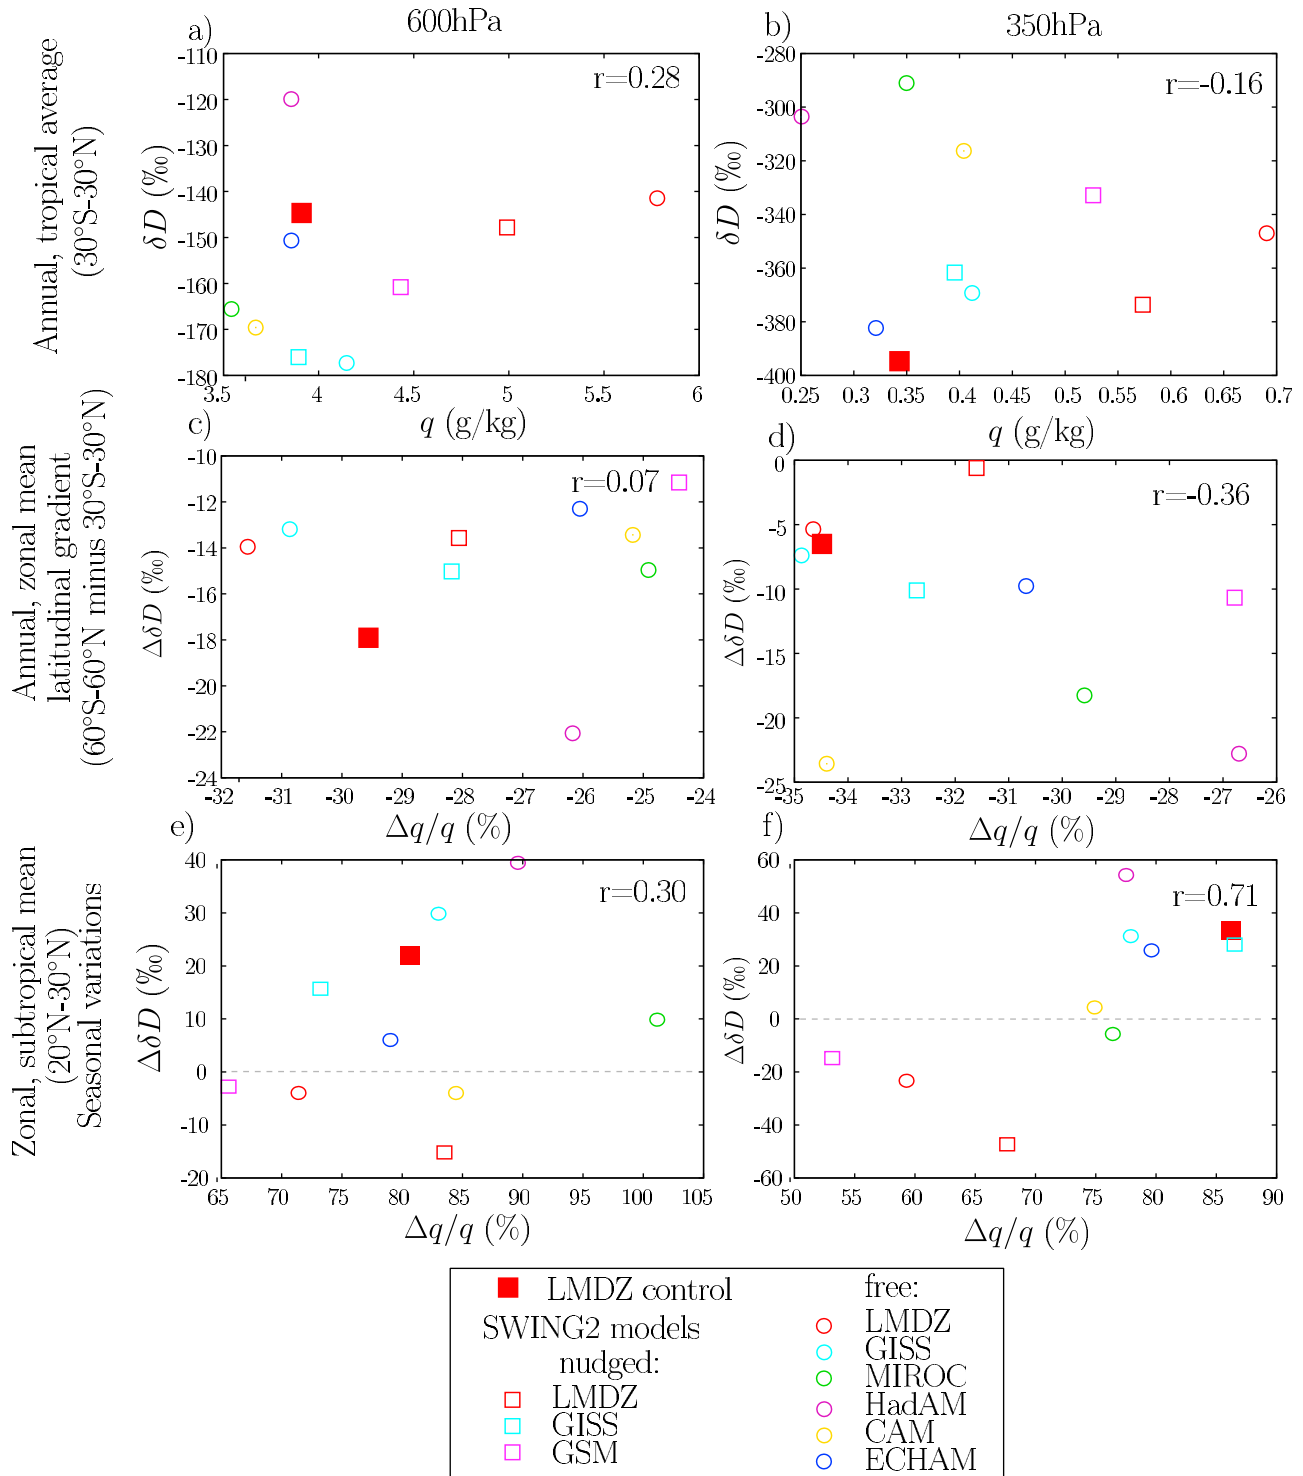 600hPa
350hPa
a)
b)
Annual, tropical average
(30°S-30°N)
δD (‰)
-110
-120
-130
-140
-150
-160
-170
-180
r=0.28
3.5
4
4.5
5
5.5
6
q (g/kg)
δD (‰)
-280
-300
-320
-340
-360
-380
-400
r=-0.16
0.25
0.3
0.35
0.4
0.45
0.5
0.55
0.6
0.65
0.7
q (g/kg)
c)
d)
Annual, zonal mean
latitudinal gradient
(60°S-60°N minus 30°S-30°N)
ΔδD (‰)
-10
-12
-14
-16
-18
-20
-22
-24
r=0.07
-32
-31
-30
-29
-28
-27
-26
-25
-24
Δq/q (%)
ΔδD (‰)
0
-5
-10
-15
-20
-25
r=-0.36
-35
-34
-33
-32
-31
-30
-29
-28
-27
-26
Δq/q (%)
e)
f)
Zonal, subtropical mean
(20°N-30°N)
Seasonal variations
ΔδD (‰)
40
30
20
10
0
-10
-20
r=0.30
65
70
75
80
85
90
95
100
105
Δq/q (%)
ΔδD (‰)
60
40
20
0
-20
-40
-60
r=0.71
50
55
60
65
70
75
80
85
90
Δq/q (%)
LMDZ control
SWING2 models
nudged:
LMDZ
GISS
GSM
free:
LMDZ
GISS
MIROC
HadAM
CAM
ECHAM